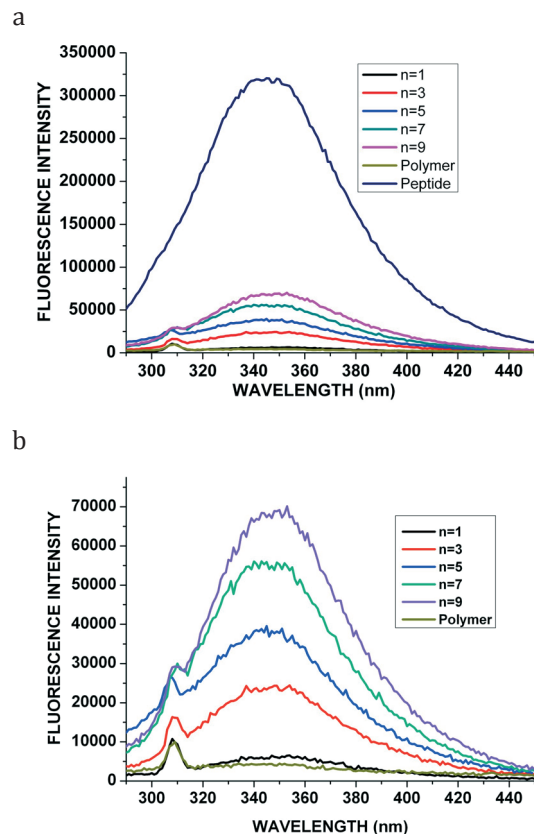 a
350000
300000
250000
200000
150000
100000
50000
0
FLUORESCENCE INTENSITY
n=1
n=3
n=5
n=7
n=9
Polymer
Peptide
300 320 340 360 380 400 420 440
WAVELENGTH (nm)
b
70000
60000
50000
40000
30000
20000
10000
0
FLUORESCENCE INTENSITY
n=1
n=3
n=5
n=7
n=9
Polymer
300 320 340 360 380 400 420 440
WAVELENGTH (nm)